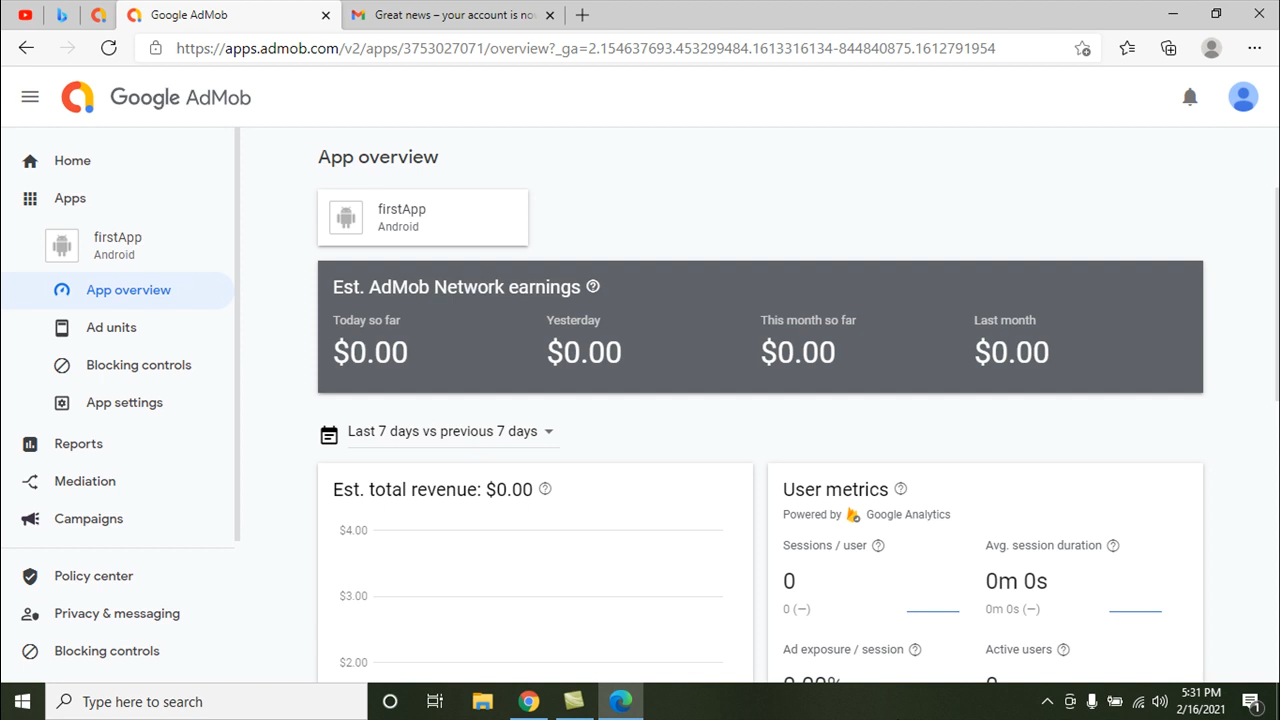 Google AdMob
Great news – your account is no
https://apps.admob.com/v2/apps/3753027071/overview?_ga=2.154637693.453299484.1613316134-844840875.1612791954
Google AdMob
Home
Apps
firstApp
Android
App overview
Ad units
Blocking controls
App settings
Reports
Mediation
Campaigns
Policy center
Privacy & messaging
Blocking controls
App overview
firstApp
Android
Est. AdMob Network earnings
Today so far
Yesterday
This month so far
Last month
$0.00
$0.00
$0.00
$0.00
Last 7 days vs previous 7 days
Est. total revenue: $0.00
$4.00
$3.00
$2.00
User metrics
Powered by Google Analytics
Sessions / user
Avg. session duration
0
0m 0s
0 (—)
0m 0s (—)
Ad exposure / session
Active users
Type here to search
5:31 PM
2/16/2021
1